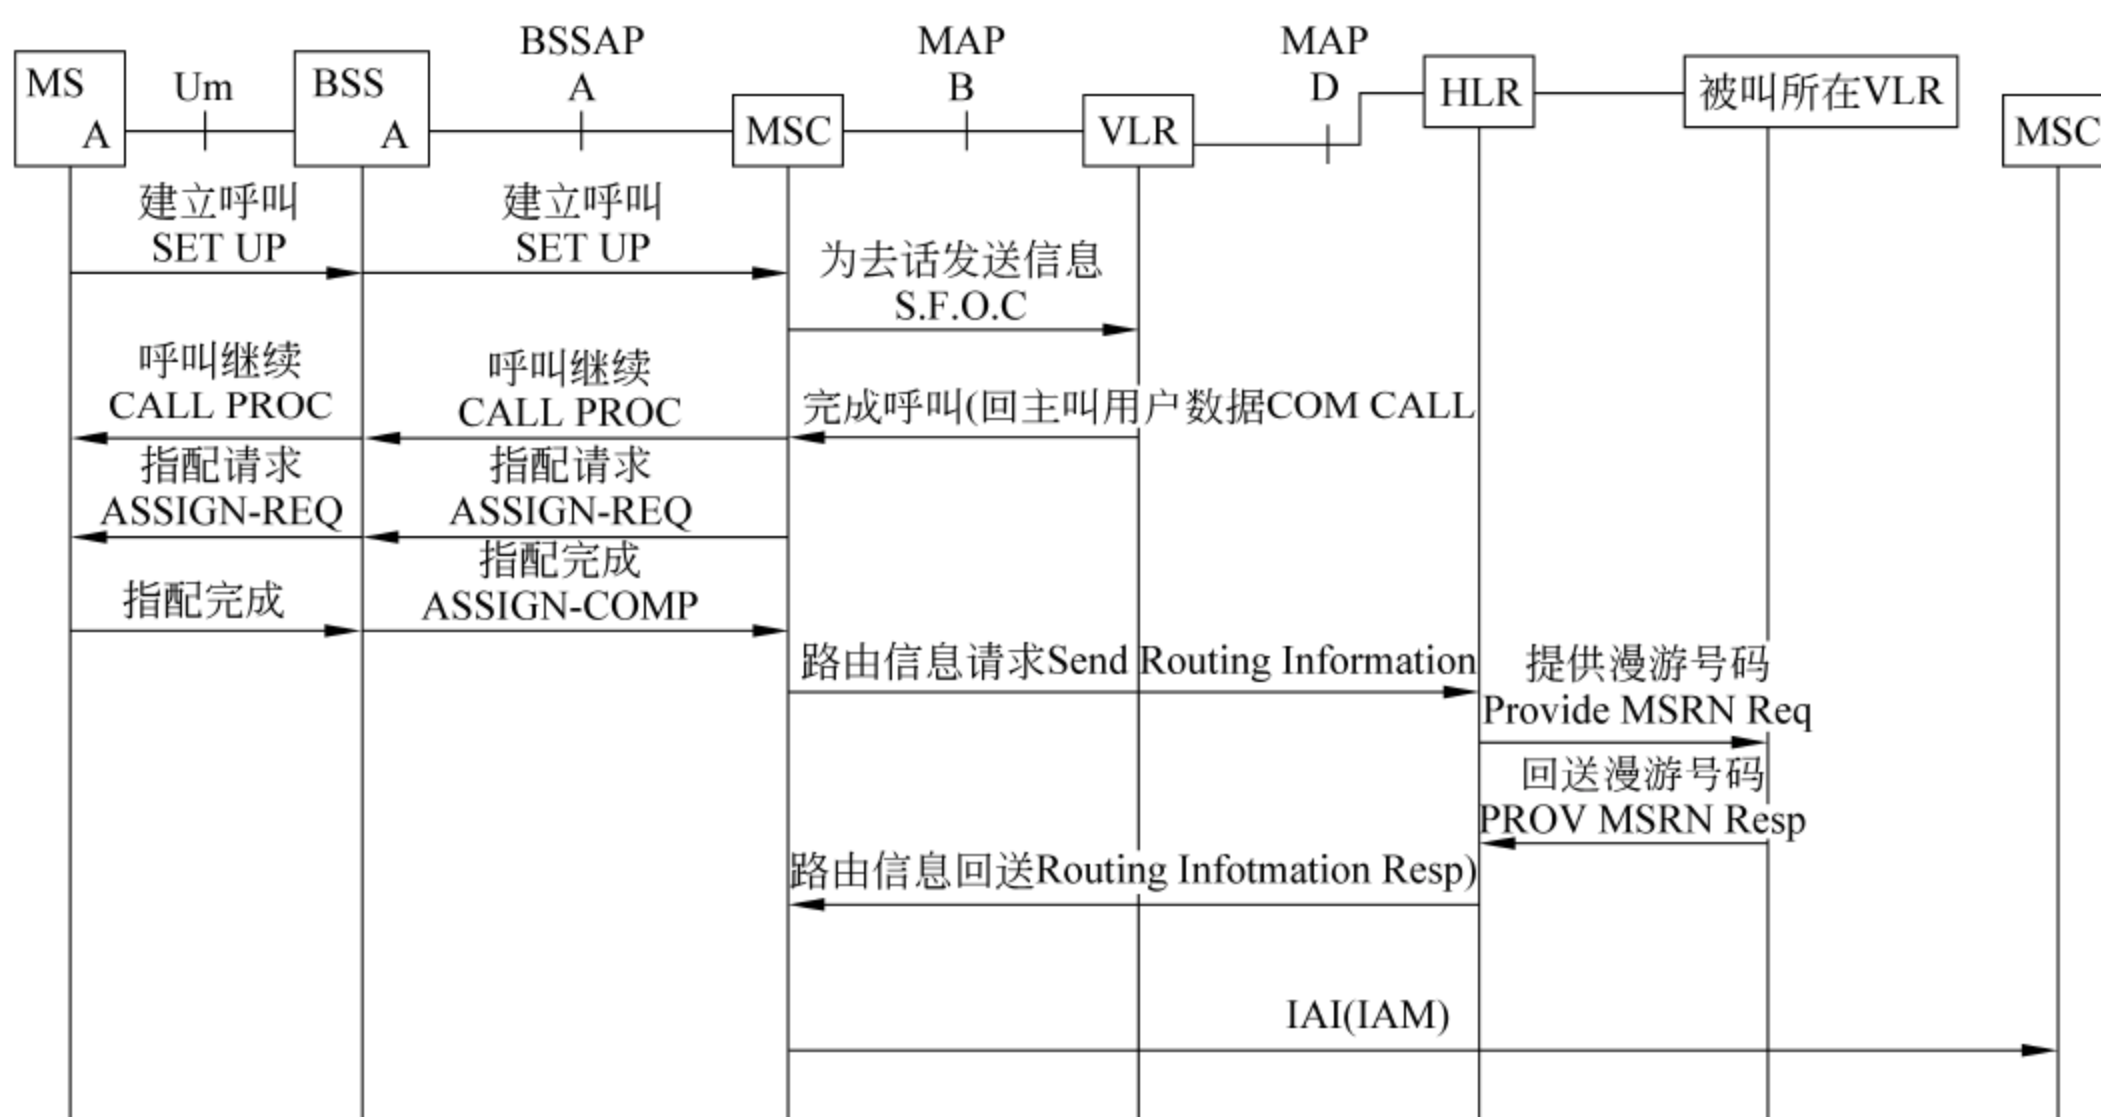 BSSAP
MAP
MAP
MS
A
Um
BSS
A
A
MSC
B
VLR
D
HLR
被叫所在VLR
MSC
建立呼叫
SET UP
建立呼叫
SET UP
为去话发送信息
S.F.O.C
呼叫继续
CALL PROC
呼叫继续
CALL PROC
完成呼叫(回主叫用户数据COM CALL
指配请求
ASSIGN-REQ
指配请求
ASSIGN-REQ
指配完成
指配完成
ASSIGN-COMP
路由信息请求Send Routing Information
提供漫游号码
Provide MSRN Req
回送漫游号码
PROV MSRN Resp
路由信息回送Routing Infotmation Resp)
IAI(IAM)